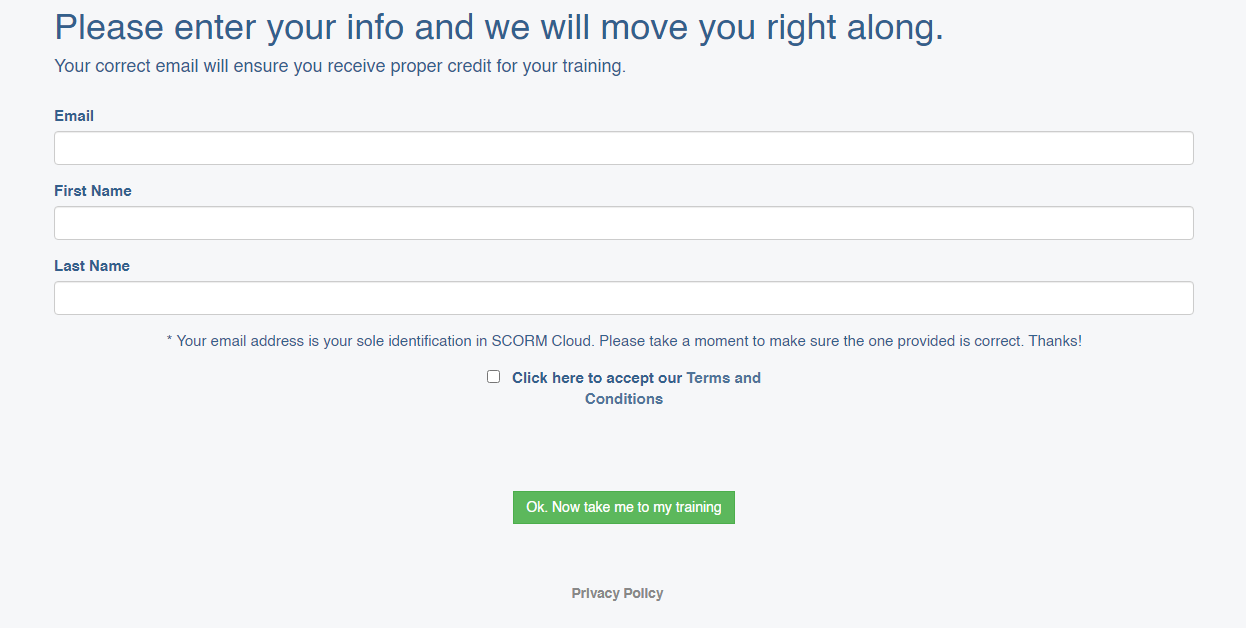 Please enter your info and we will move you right along.
Your correct email will ensure you receive proper credit for your training.
Email
First Name
Last Name
* Your email address is your sole identification in SCORM Cloud. Please take a moment to make sure the one provided is correct. Thanks!
Click here to accept our Terms and
Conditions
Ok. Now take me to my training
Privacy Policy